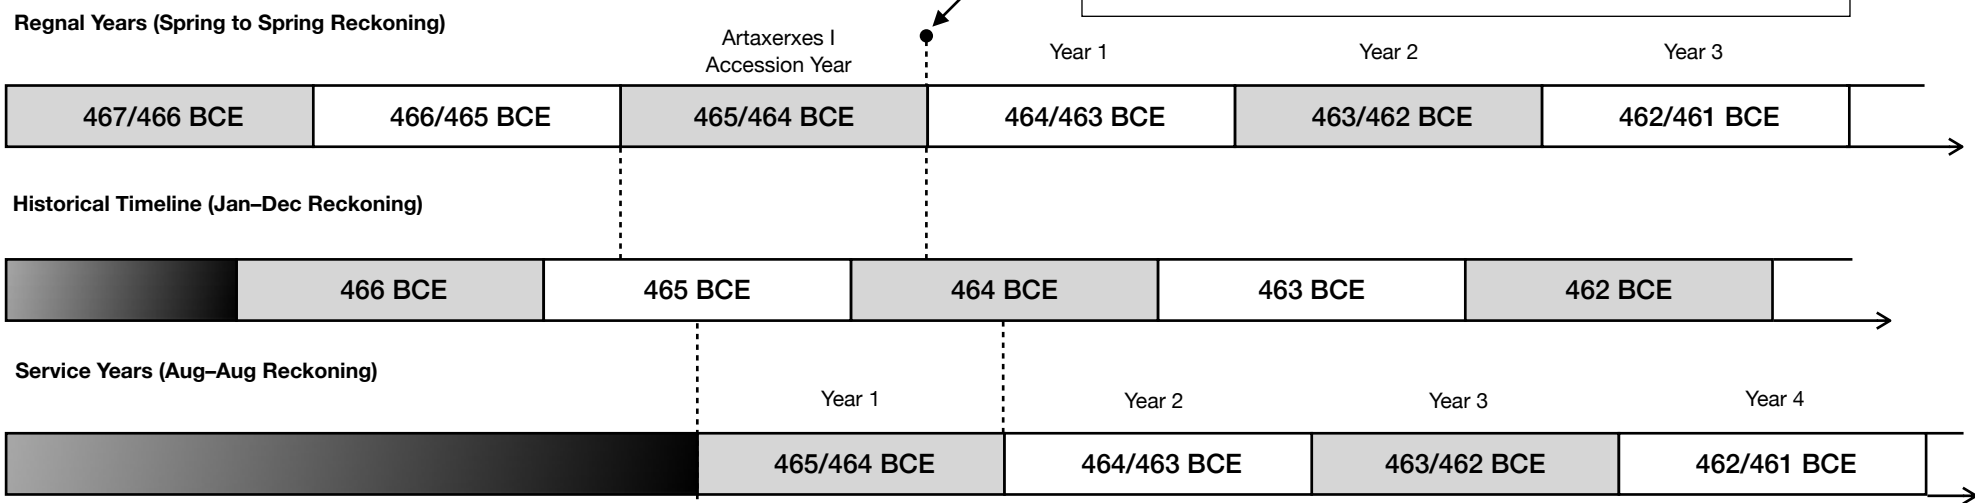 Regnal Years (Spring to Spring Reckoning)
Artaxerxes I
Accession Year
Year 1
Year 2
Year 3
467/466 BCE
466/465 BCE
465/464 BCE
464/463 BCE
463/462 BCE
462/461 BCE
Historical Timeline (Jan–Dec Reckoning)
466 BCE
465 BCE
464 BCE
463 BCE
462 BCE
Service Years (Aug–Aug Reckoning)
Year 1
Year 2
Year 3
Year 4
465/464 BCE
464/463 BCE
463/462 BCE
462/461 BCE